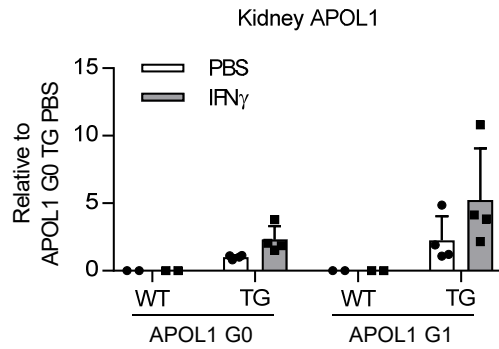 Kidney APOL1
Relative to
APOL1 G0 TG PBS
15
10
5
0
PBS
IFNγ
WT TG WT TG
APOL1 G0 APOL1 G1